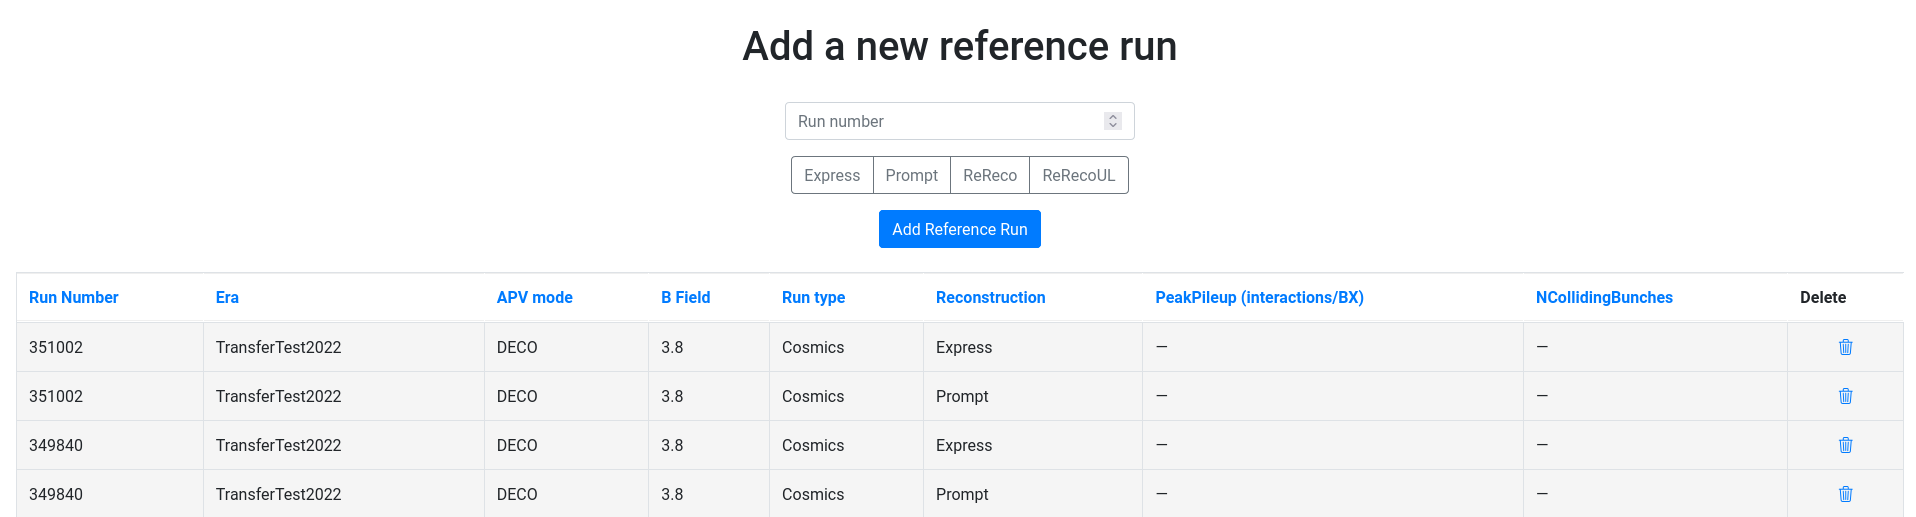 Add a new reference run
Run number
Express Prompt ReReco ReRecoUL
Add Reference Run
Run Number Era APV mode B Field Run type Reconstruction PeakPileup (interactions/BX) NCollidingBunches Delete
351002 TransferTest2022 DECO 3.8 Cosmics Express — —
351002 TransferTest2022 DECO 3.8 Cosmics Prompt — —
349840 TransferTest2022 DECO 3.8 Cosmics Express — —
349840 TransferTest2022 DECO 3.8 Cosmics Prompt — —